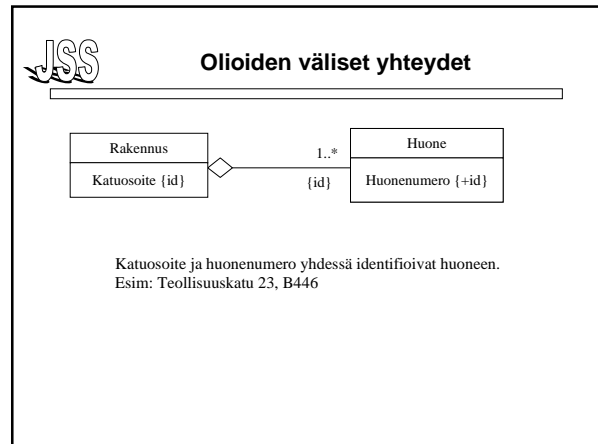 JSS
Olioiden väliset yhteydet
Rakennus
Katuosoite {id}
1..*
{id}
Huone
Huonenumero {+id}
Katuosoite ja huonenumero yhdessä identifioivat huoneen.
Esim: Teollisuuskatu 23, B446